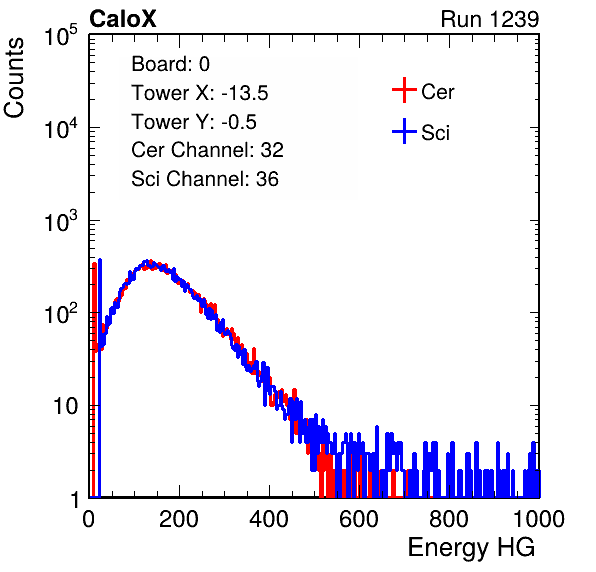 CaloX Run 1239
Counts
Board: 0
Tower X: -13.5
Tower Y: -0.5
Cer Channel: 32
Sci Channel: 36
Cer
Sci
10^5
10^4
10^3
10^2
10
1
0 200 400 600 800 1000
Energy HG